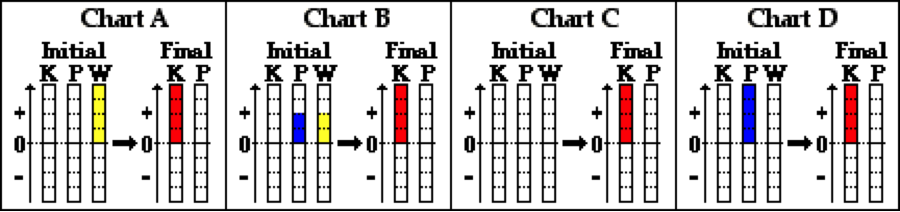 Chart A
Initial Final
K P W K P
+ +
0 0
- -
Chart B
Initial Final
K P W K P
+ +
0 0
- -
Chart C
Initial Final
K P W K P
+ +
0 0
- -
Chart D
Initial Final
K P W K P
+ +
0 0
- -